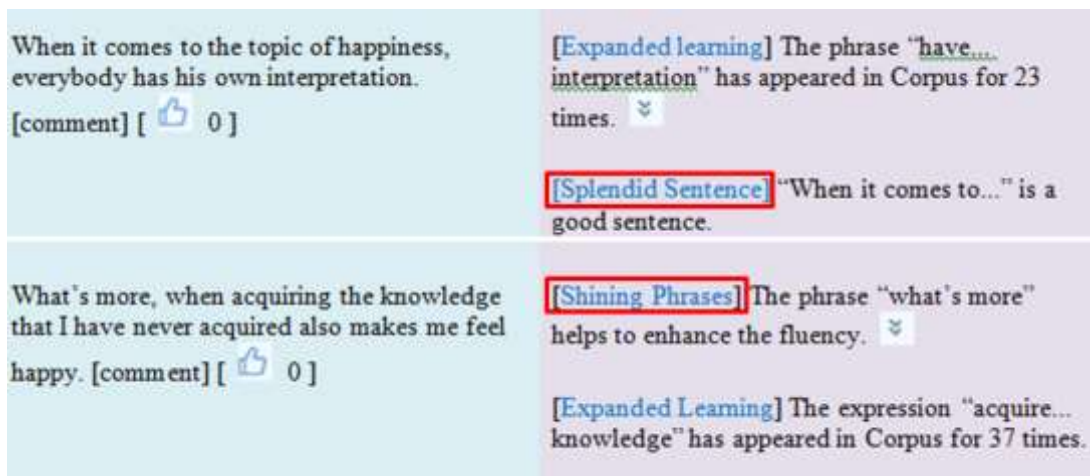 When it comes to the topic of happiness,
everybody has his own interpretation.
[comment] [ 0 ]
[Expanded learning] The phrase “have...
interpretation” has appeared in Corpus for 23
times.
[Splendid Sentence] “When it comes to...” is a
good sentence.
What's more, when acquiring the knowledge
that I have never acquired also makes me feel
happy. [comment] [ 0 ]
[Shining Phrases] The phrase “what's more”
helps to enhance the fluency.
[Expanded Learning] The expression “acquire...
knowledge” has appeared in Corpus for 37 times.